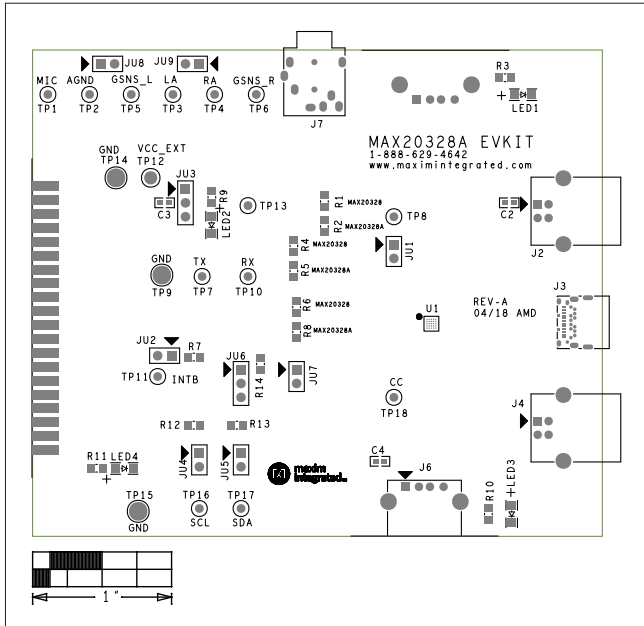 JU8
JU9
MIC
AGND
GSNS_L
LA
RA
GSNS_R
TP1
TP2
TP5
TP3
TP4
TP6
J7
R3
+
LED1
MAX20328A EVKIT
1-888-629-4642
www.maximintegrated.com
GND
TP14
VCC_EXT
TP12
JU3
C3
R9
+
LED2
TP13
R1
MAX20328
R2
MAX20328A
R4
MAX20328
R5
MAX20328A
R6
MAX20328
R8
MAX20328A
TP8
JU1
C2
J2
GND
TP9
TX
TP7
RX
TP10
U1
REV-A
04/18 AMD
J3
JU2
R7
TP11
INTB
JU6
R14
JU7
CC
TP18
J4
R12
R13
R11
LED4
+
JU4
JU5
maxim
integrated™
C4
J6
R10
+LED3
TP15
GND
TP16
SCL
TP17
SDA
1"